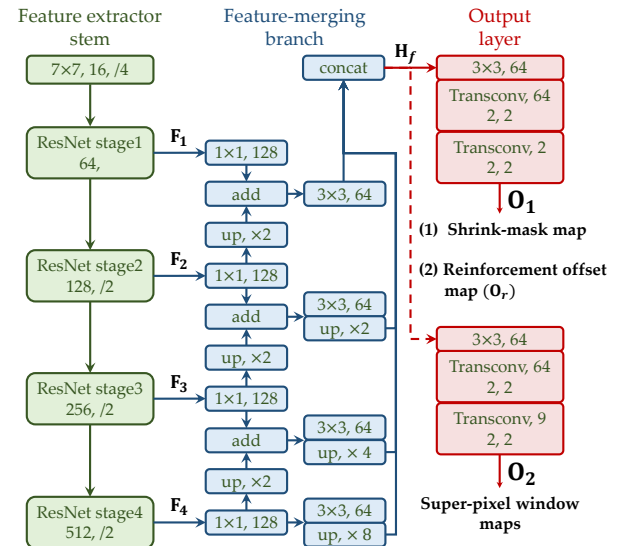 Feature extractor
stem
7×7, 16, /4
ResNet stage1
64,
ResNet stage2
128, /2
ResNet stage3
256, /2
ResNet stage4
512, /2
F1
F2
F3
F4
Feature-merging
branch
concat
1×1, 128
add
3×3, 64
up, ×2
1×1, 128
add
3×3, 64
up, ×2
up, ×2
1×1, 128
add
3×3, 64
up, × 4
up, ×2
1×1, 128
3×3, 64
up, × 8
Hf
Output
layer
3×3, 64
Transconv, 64
2, 2
Transconv, 2
2, 2
O1
(1) Shrink-mask map
(2) Reinforcement offset
map (Or)
3×3, 64
Transconv, 64
2, 2
Transconv, 9
2, 2
O2
Super-pixel window
maps